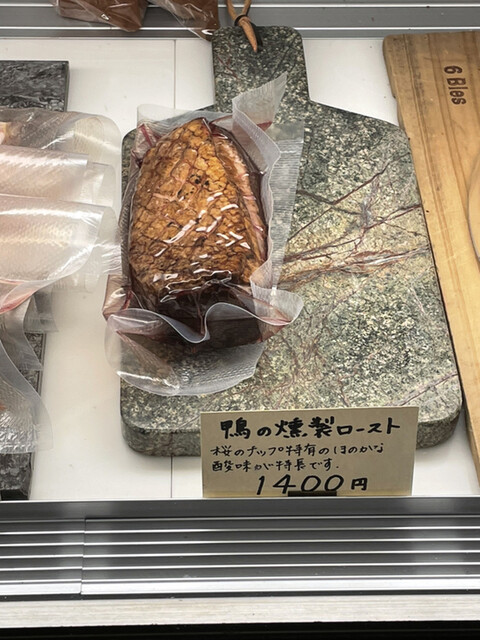 6 Bles
鴨の燻製ロースト
桜のチップ特有のほのかな
酸味が特長です.
1400円